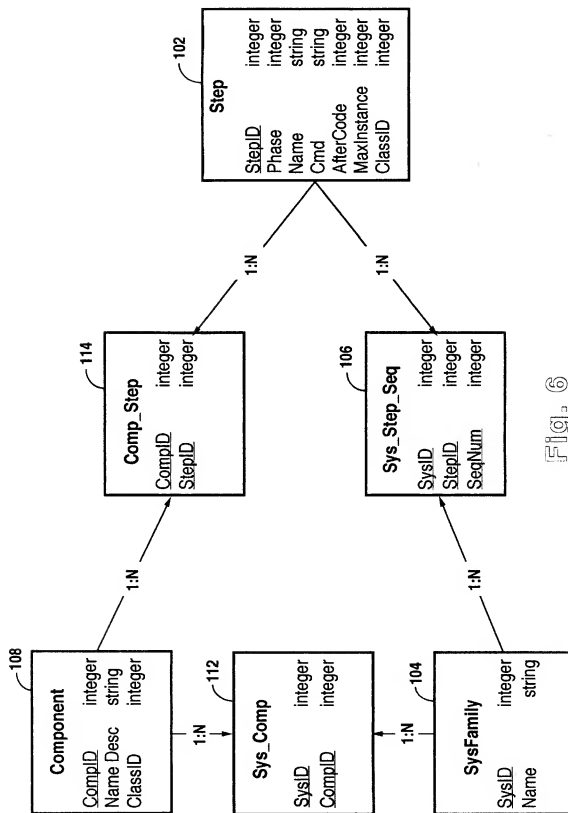 108
Component
CompID integer
Name Desc string
ClassID integer
1:N
114
Comp_Step
CompID integer
StepID integer
1:N
102
Step
StepID integer
Phase integer
Name string
Cmd string
AfterCode integer
MaxInstance integer
ClassID integer
1:N
112
Sys_Comp
SysID integer
CompID integer
1:N
106
Sys_Step_Seq
SysID integer
StepID integer
SeqNum integer
1:N
1:N
104
SysFamily
SysID integer
Name string
Fig. 6